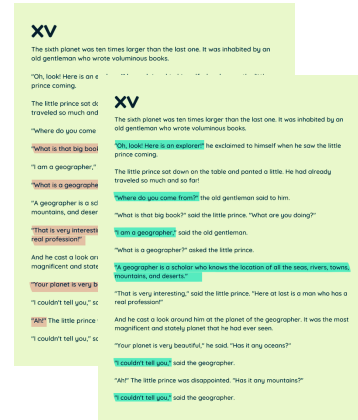 XV
The sixth planet was ten times larger than the last one. It was inhabited by an
old gentleman who wrote voluminous books.
"Oh, look! Here is an
prince coming.
The little prince sat
traveled so much and
"Where do you come
"What is that big
"I am a geographer,"
"What is a
"A geographer is a
mountains, and
"That is very
real profession!"
And he cast a look
magnificent and
"Your planet is very
"I couldn't tell you,"
"Ah!" The little prince
"I couldn't tell you,"
XV
The sixth planet was ten times larger than the last one. It was inhabited by an
old gentleman who wrote voluminous books.
"Oh, look! Here is an explorer!" he exclaimed to himself when he saw the little
prince coming.
The little prince sat down on the table and panted a little. He had already
traveled so much and so far!
"Where do you come from?" the old gentleman said to him.
"What is that big book?" said the little prince. "What are you doing?"
"I am a geographer," said the old gentleman.
"What is a geographer?" asked the little prince.
"A geographer is a scholar who knows the location of all the seas, rivers, towns,
mountains, and deserts."
"That is very interesting," said the little prince. "Here at last is a man who has a
real profession!"
And he cast a look around him at the planet of the geographer. It was the most
magnificent and stately planet that he had ever seen.
"Your planet is very beautiful," he said. "Has it any oceans?"
"I couldn't tell you," said the geographer.
"Ah!" The little prince was disappointed. "Has it any mountains?"
"I couldn't tell you," said the geographer.